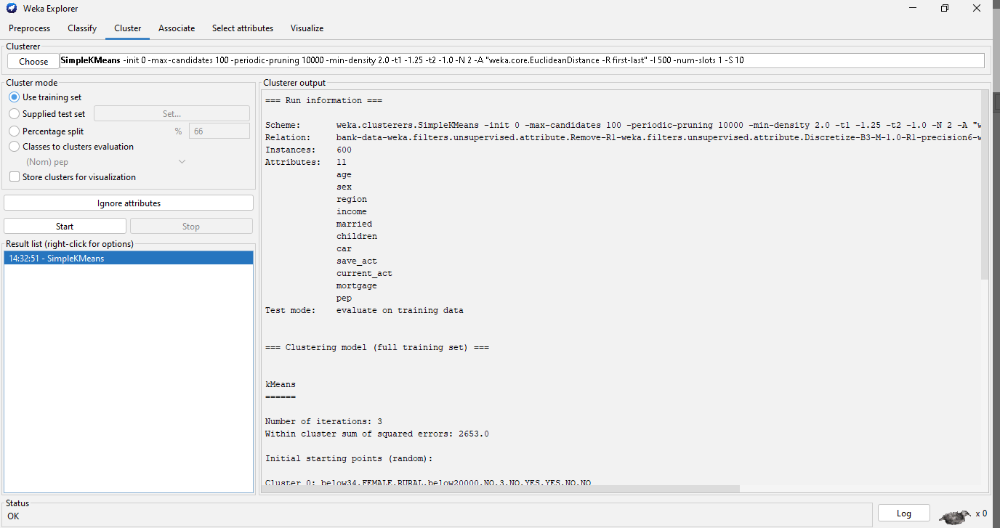 Weka Explorer
Preprocess Classify Cluster Associate Select attributes Visualize
Clusterer
Choose SimpleKMeans -init 0 -max-candidates 100 -periodic-pruning 10000 -min-density 2.0 -t1 -1.25 -t2 -1.0 -N 2 -A "weka.core.EuclideanDistance -R first-last" -I 500 -num-slots 1 -S 10
Cluster mode
Use training set
Supplied test set Set...
Percentage split % 66
Classes to clusters evaluation
(Nom) pep
Store clusters for visualization
Ignore attributes
Start Stop
Result list (right-click for options)
14:32:51 - SimpleKMeans
Clusterer output
=== Run information ===
Scheme: weka.clusterers.SimpleKMeans -init 0 -max-candidates 100 -periodic-pruning 10000 -min-density 2.0 -t1 -1.25 -t2 -1.0 -N 2 -A "w
Relation: bank-data-weka.filters.unsupervised.attribute.Remove-R1-weka.filters.unsupervised.attribute.Discretize-B3-M-1.0-R1-precision6-w
Instances: 600
Attributes: 11
age
sex
region
income
married
children
car
save_act
current_act
mortgage
pep
Test mode: evaluate on training data
=== Clustering model (full training set) ===
kMeans
======
Number of iterations: 3
Within cluster sum of squared errors: 2653.0
Initial starting points (random):
Cluster 0: below34,FEMALE,RURAL,below20000,NO,3,NO,YES,YES,NO,NO
Status
OK
Log x 0